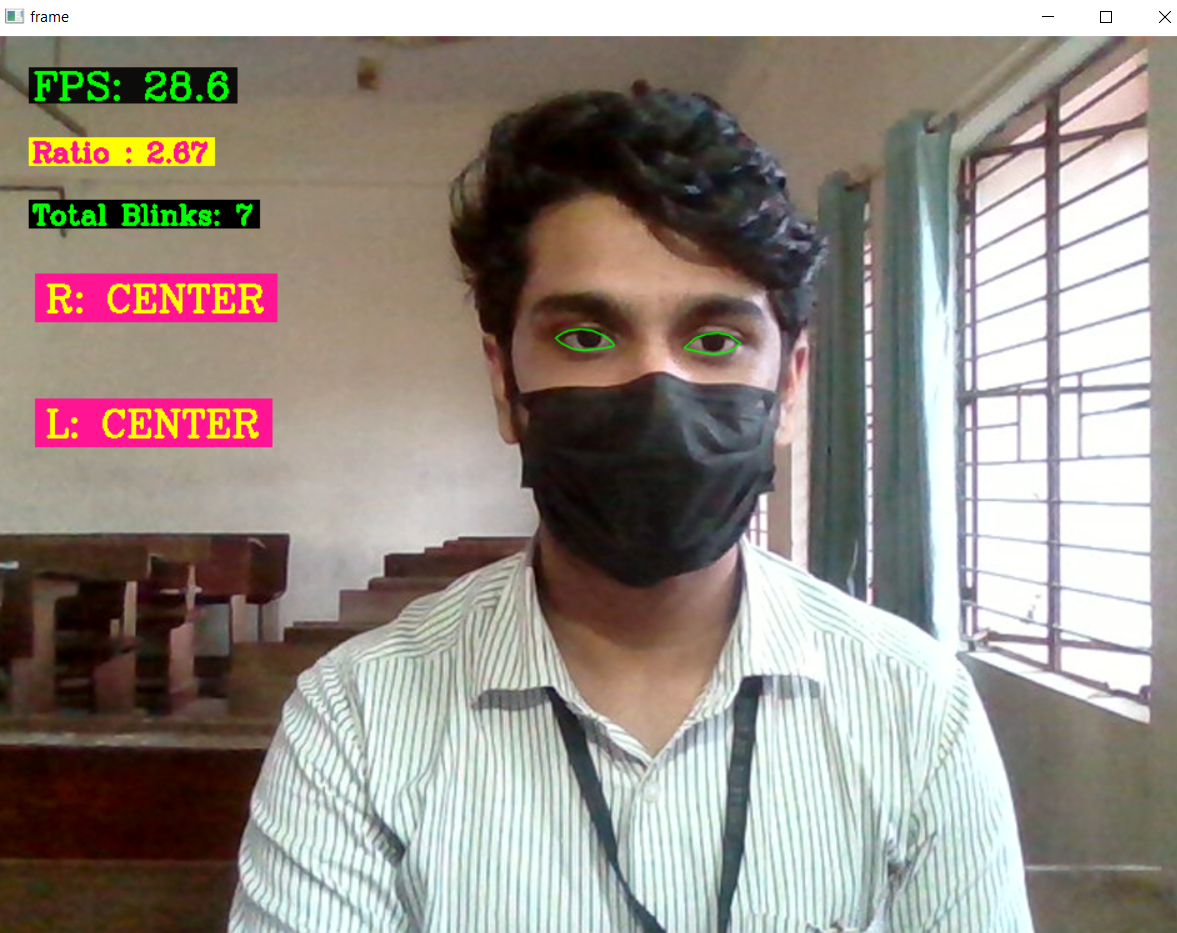 frame
FPS: 28.6
Ratio : 2.67
Total Blinks: 7
R: CENTER
L: CENTER